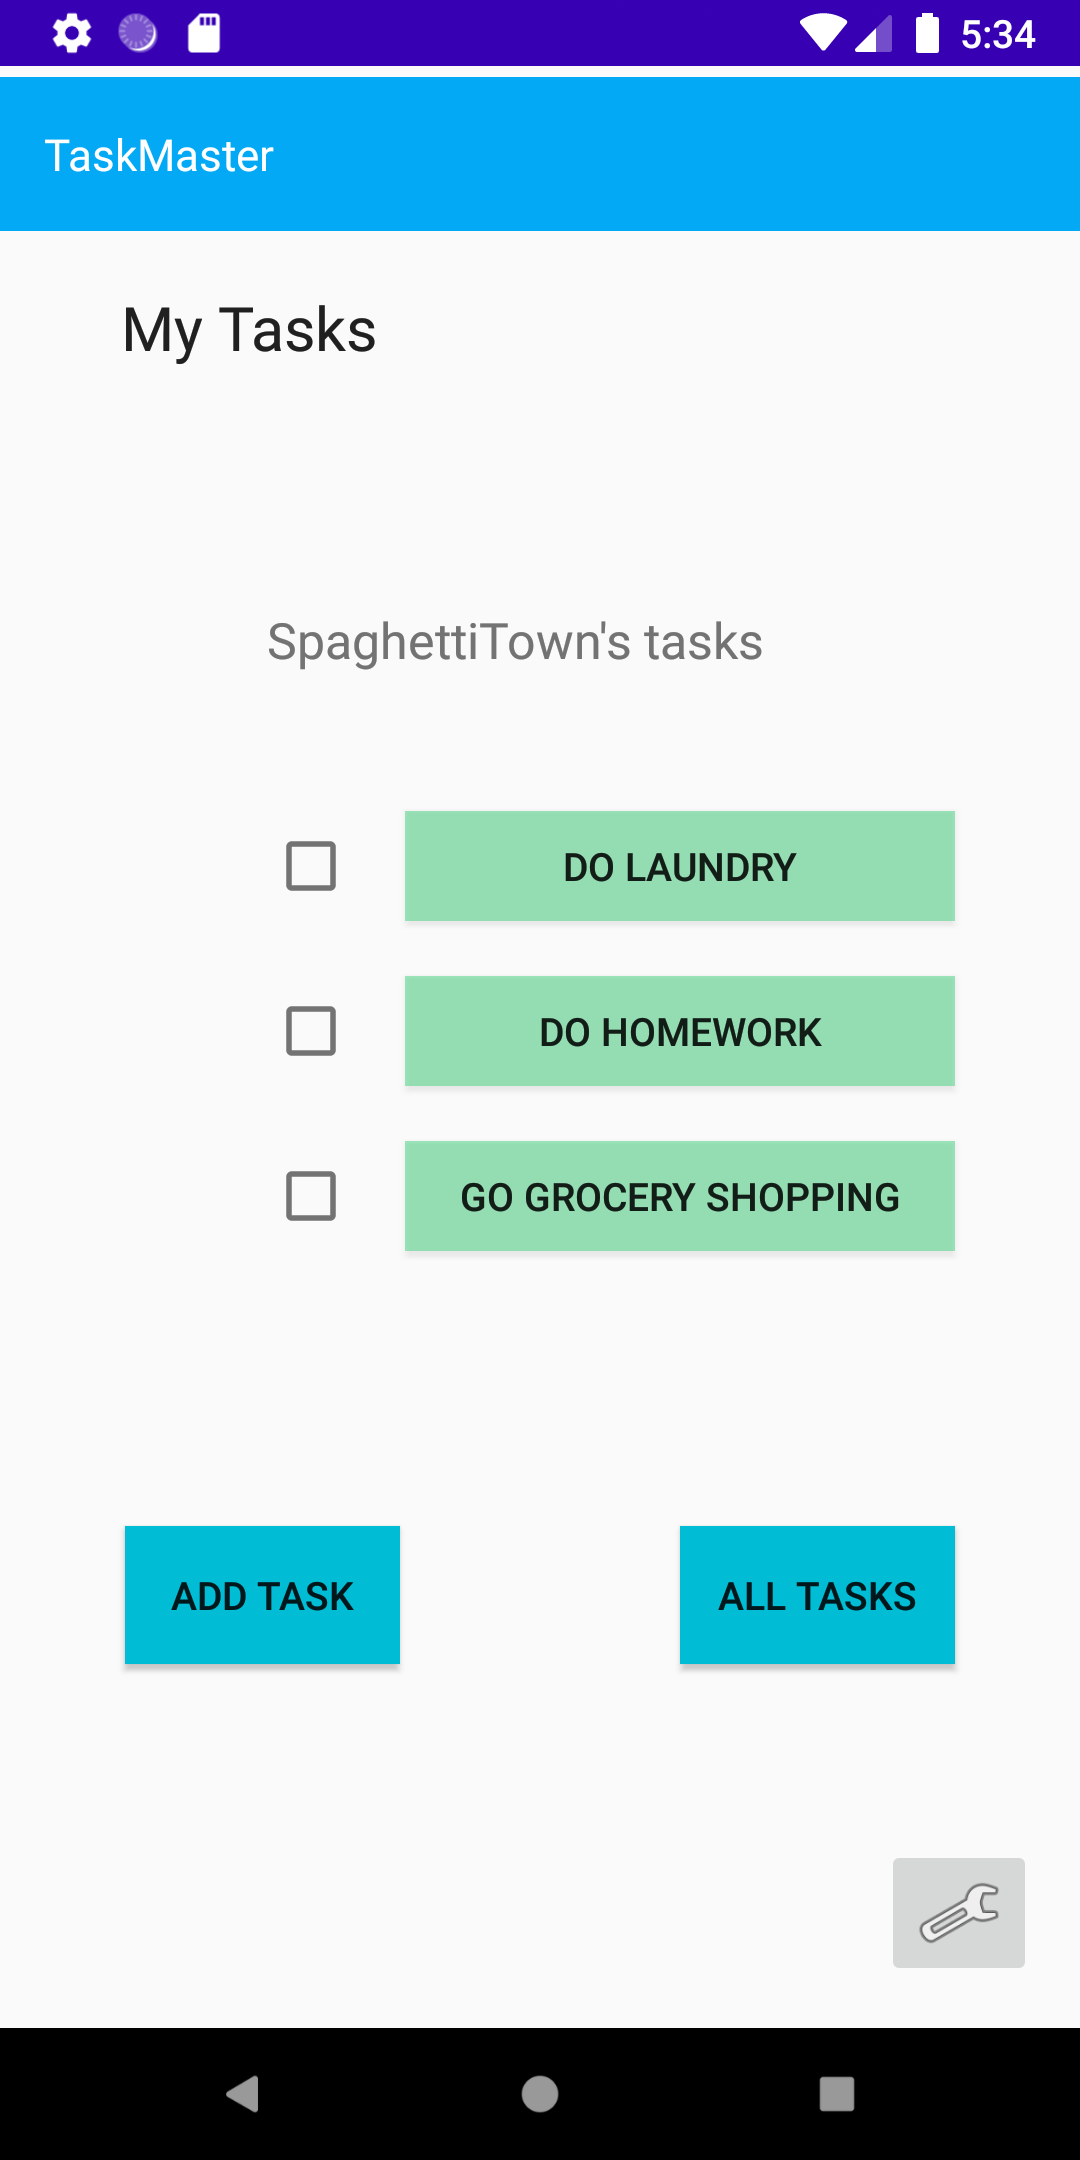 5:34
TaskMaster
My Tasks
SpaghettiTown's tasks
DO LAUNDRY
DO HOMEWORK
GO GROCERY SHOPPING
ADD TASK
ALL TASKS